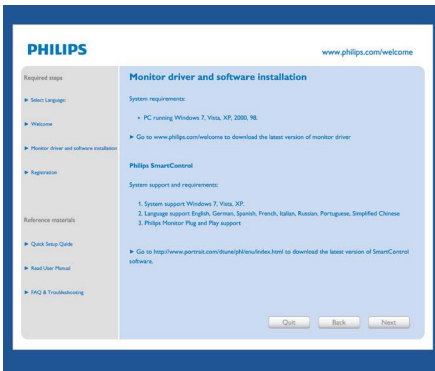 PHILIPS
www.philips.com/welcome
Required steps
► Select Language:
► Welcome
► Monitor driver and software installation
► Registration
Reference materials
► Quick Setup Quide
► Read User Manual
► FAQ & Troubleshooting
Monitor driver and software installation
System requirements:
• PC running Windows 7, Vista, XP, 2000, 98.
► Go to www.philips.com/welcome to download the latest version of monitor driver
Philips SmartControl
System support and requirements:
1. System support Windows 7, Vista, XP.
2. Language support English, German, Spanish, French, Italian, Russian, Portuguese, Simplified Chinese
3. Philips Monitor Plug and Play support
► Go to http://www.portrait.com/dtune/phl/enu/index.html to download the latest version of SmartControl
software.
Quit
Back
Next